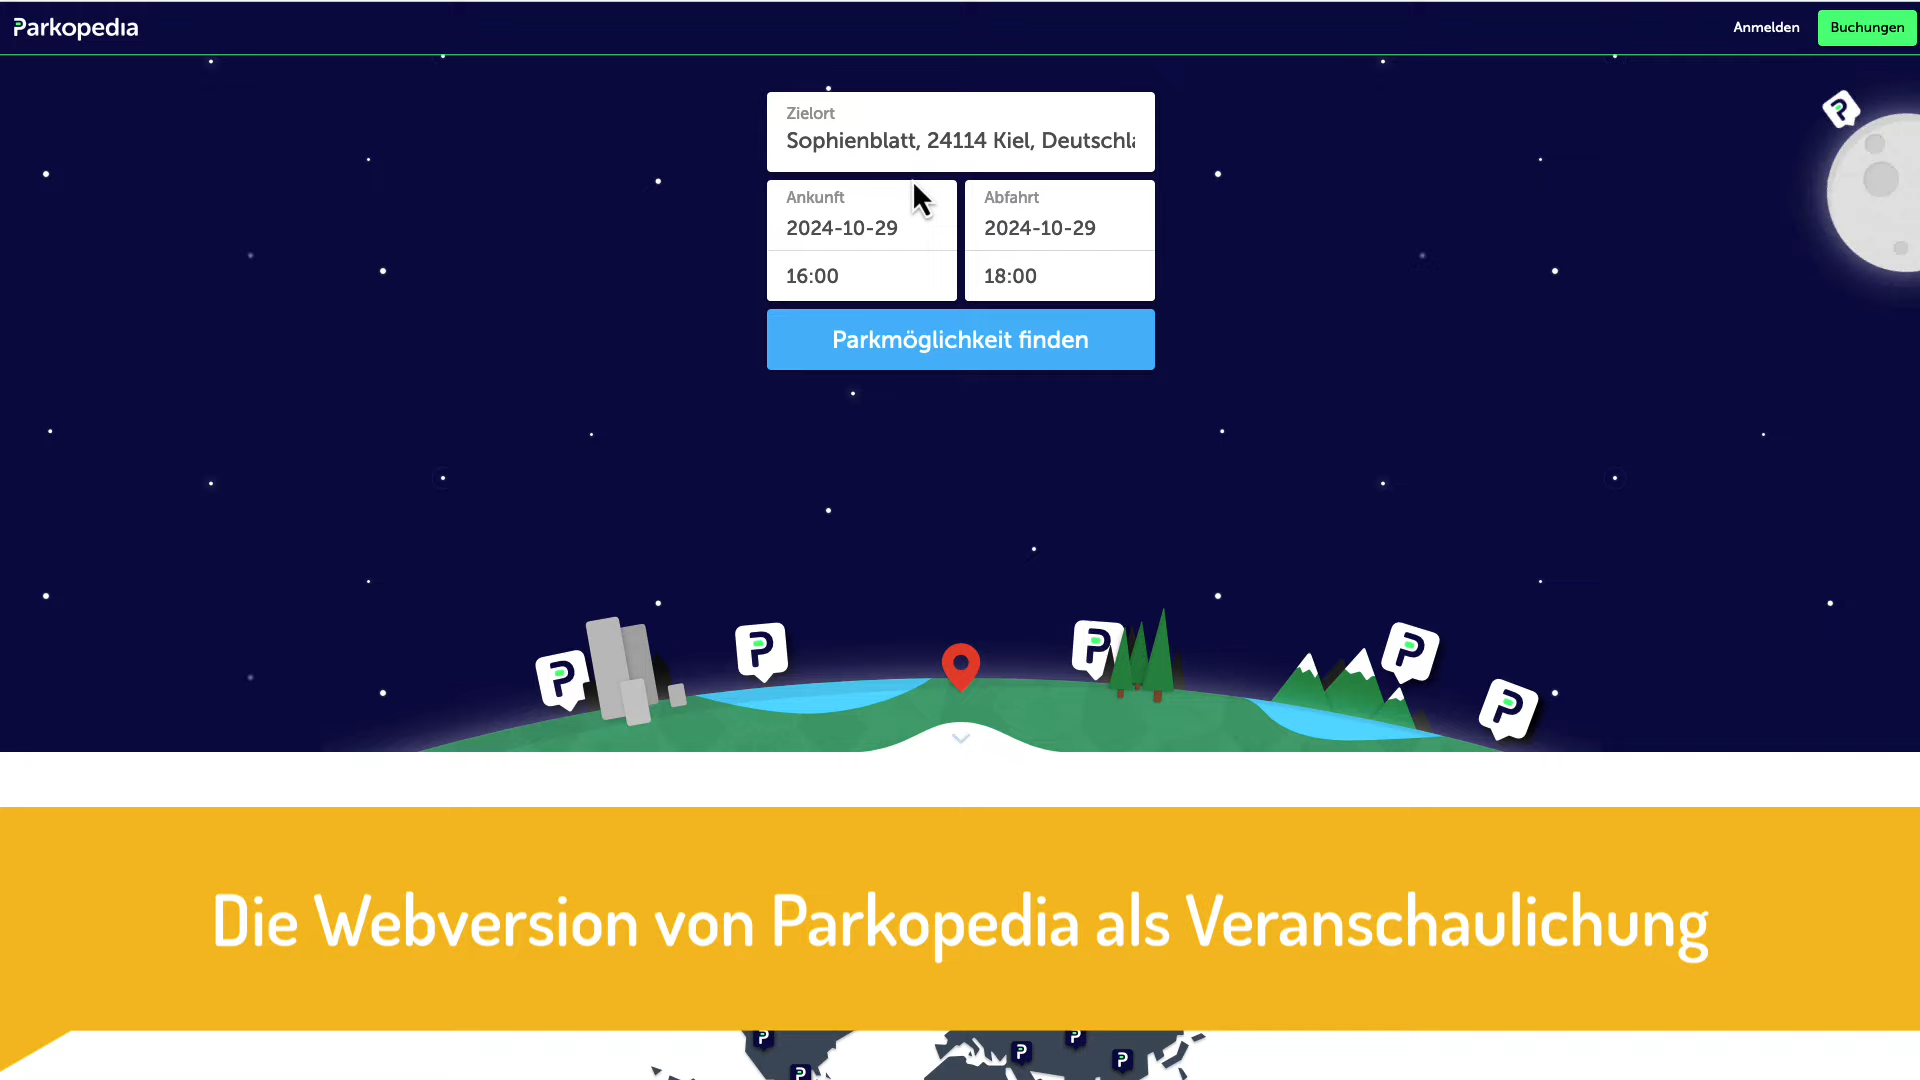 Parkopedia
Anmelden
Buchungen
Zielort
Sophienblatt, 24114 Kiel, Deutschla
Ankunft
Abfahrt
2024-10-29
2024-10-29
16:00
18:00
Parkmöglichkeit finden
Die Webversion von Parkopedia als Veranschaulichung